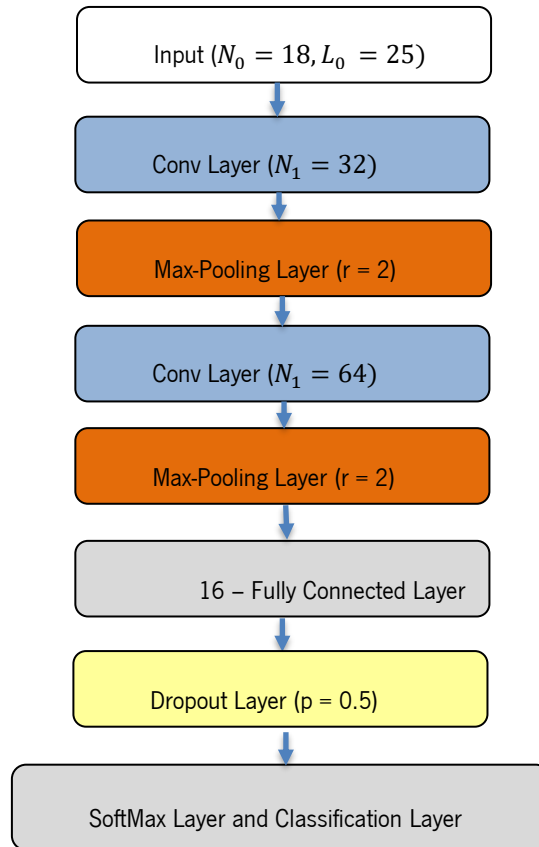 Input (𝑁₀ = 18, 𝐿₀ = 25)
Conv Layer (𝑁₁ = 32)
Max-Pooling Layer (r = 2)
Conv Layer (𝑁₁ = 64)
Max-Pooling Layer (r = 2)
16 – Fully Connected Layer
Dropout Layer (p = 0.5)
SoftMax Layer and Classification Layer